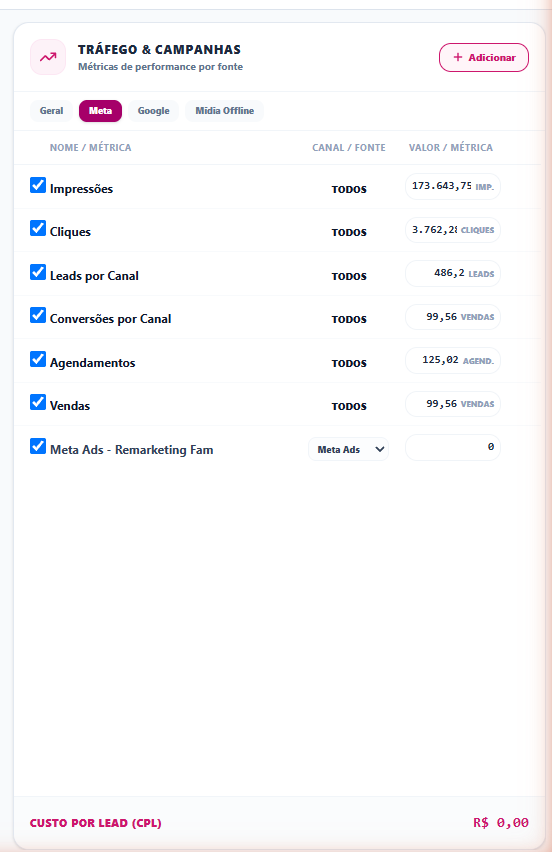 TRÁFEGO & CAMPANHAS
Métricas de performance por fonte
+ Adicionar
Geral
Meta
Google
Mídia Offline
NOME / MÉTRICA CANAL / FONTE VALOR / MÉTRICA
Impressões TODOS 173.643,75 IMP.
Cliques TODOS 3.762,28 CLIQUES
Leads por Canal TODOS 486,2 LEADS
Conversões por Canal TODOS 99,56 VENDAS
Agendamentos TODOS 125,02 AGEND.
Vendas TODOS 99,56 VENDAS
Meta Ads - Remarketing Fam Meta Ads 0
CUSTO POR LEAD (CPL) R$ 0,00